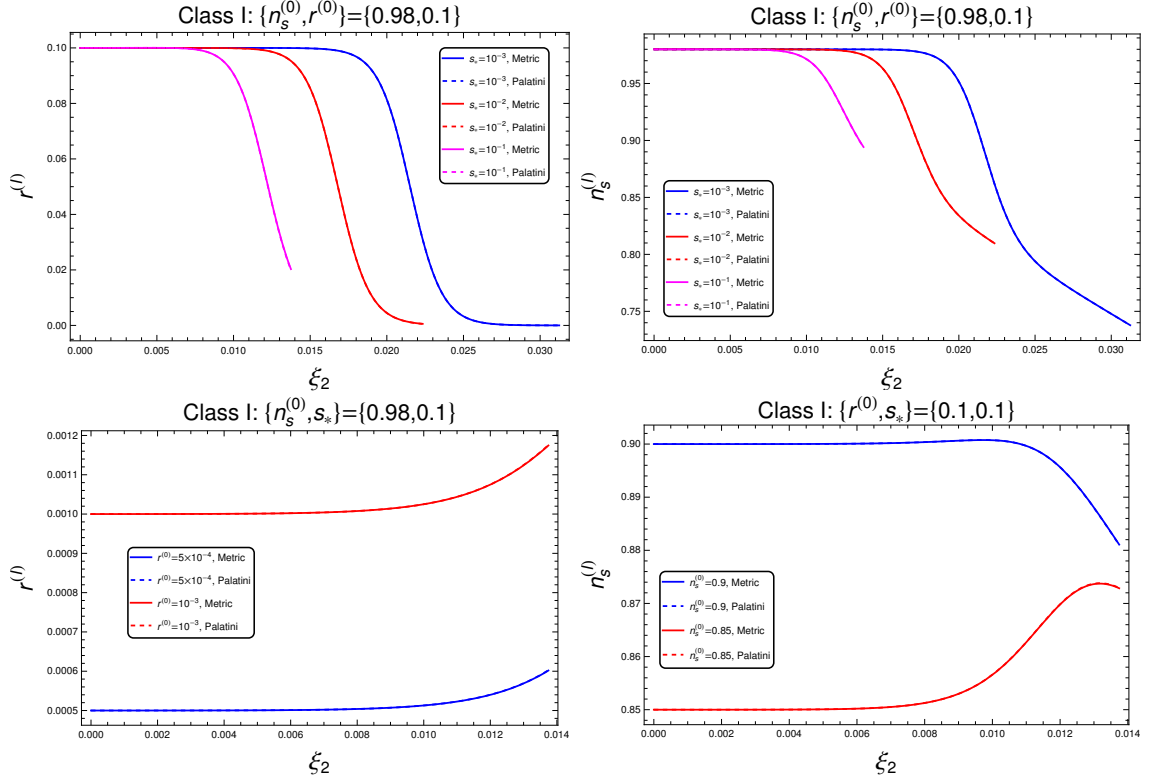 Class I: {n_s^(0),r^(0)}={0.98,0.1}
r^(I)
0.10
0.08
0.06
0.04
0.02
0.00
s_*=10^-3, Metric
s_*=10^-3, Palatini
s_*=10^-2, Metric
s_*=10^-2, Palatini
s_*=10^-1, Metric
s_*=10^-1, Palatini
0.000 0.005 0.010 0.015 0.020 0.025 0.030
ξ₂
Class I: {n_s^(0),r^(0)}={0.98,0.1}
n_s^(I)
0.95
0.90
0.85
0.80
0.75
s_*=10^-3, Metric
s_*=10^-3, Palatini
s_*=10^-2, Metric
s_*=10^-2, Palatini
s_*=10^-1, Metric
s_*=10^-1, Palatini
0.000 0.005 0.010 0.015 0.020 0.025 0.030
ξ₂
Class I: {n_s^(0),s_*}={0.98,0.1}
r^(I)
0.0012
0.0011
0.0010
0.0009
0.0008
0.0007
0.0006
0.0005
r^(0)=5×10^-4, Metric
r^(0)=5×10^-4, Palatini
r^(0)=10^-3, Metric
r^(0)=10^-3, Palatini
0.000 0.002 0.004 0.006 0.008 0.010 0.012 0.014
ξ₂
Class I: {r^(0),s_*}={0.1,0.1}
n_s^(I)
0.90
0.89
0.88
0.87
0.86
0.85
n_s^(0)=0.9, Metric
n_s^(0)=0.9, Palatini
n_s^(0)=0.85, Metric
n_s^(0)=0.85, Palatini
0.000 0.002 0.004 0.006 0.008 0.010 0.012 0.014
ξ₂